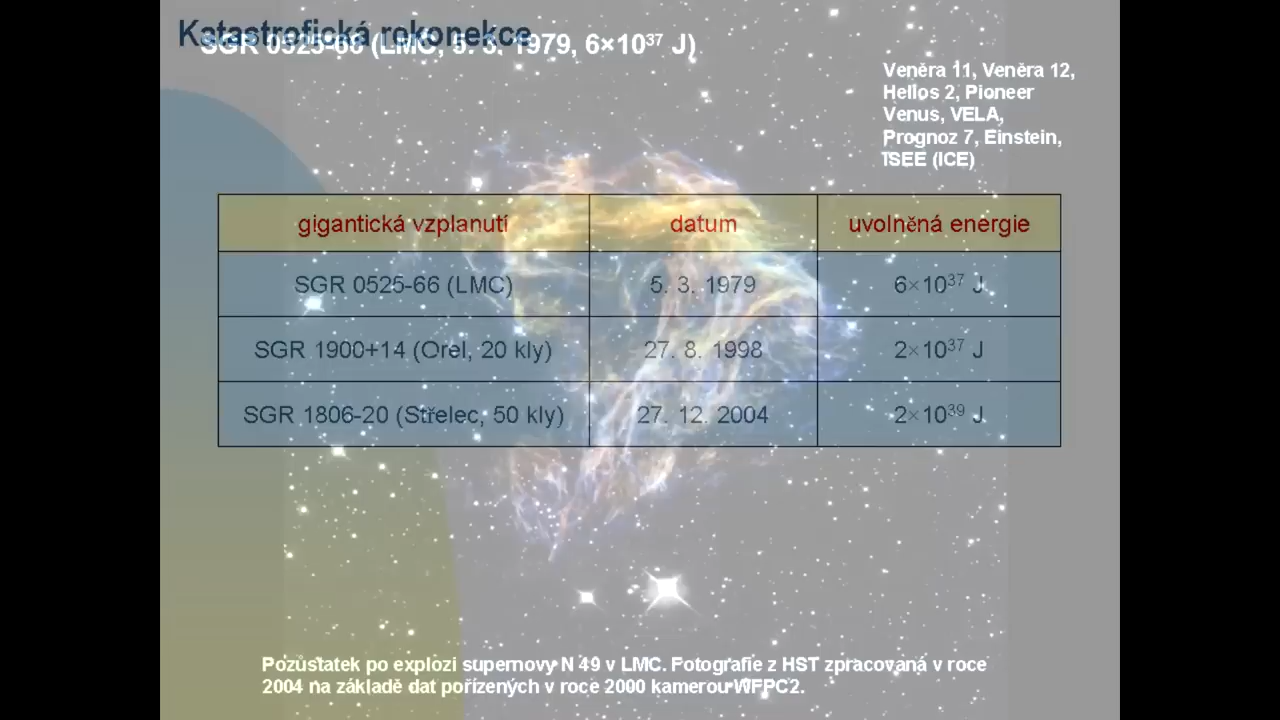 Katastrofická rekonekce
SGR 0525-66 (LMC, 5. 3. 1979, 6×10³⁷ J)
Veněra 11, Veněra 12,
Helios 2, Pioneer
Venus, VELA,
Prognoz 7, Einstein,
ISEE (ICE)
gigantická vzplanutí datum uvolněná energie
SGR 0525-66 (LMC) 5. 3. 1979 6×10³⁷ J
SGR 1900+14 (Orel, 20 kly) 27. 8. 1998 2×10³⁷ J
SGR 1806-20 (Střelec, 50 kly) 27. 12. 2004 2×10³⁹ J
Pozůstatek po explozi supernovy N 49 v LMC. Fotografie z HST zpracovaná v roce
2004 na základě dat pořízených v roce 2000 kamerou WFPC2.